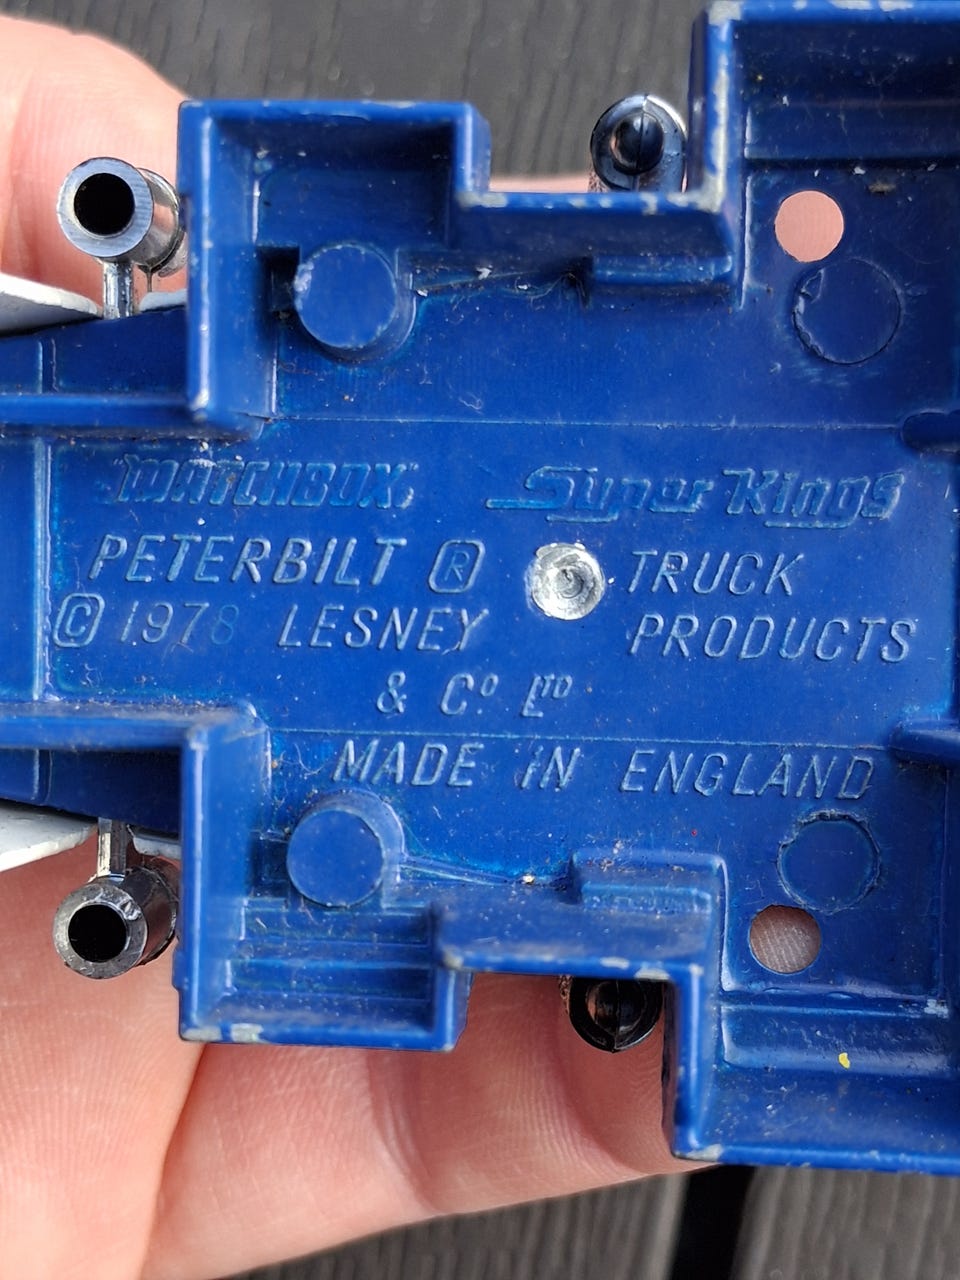 MATCHBOX Super Kings
PETERBILT ® TRUCK
© 1978 LESNEY PRODUCTS
& Cº Lᵀᴰ
MADE IN ENGLAND